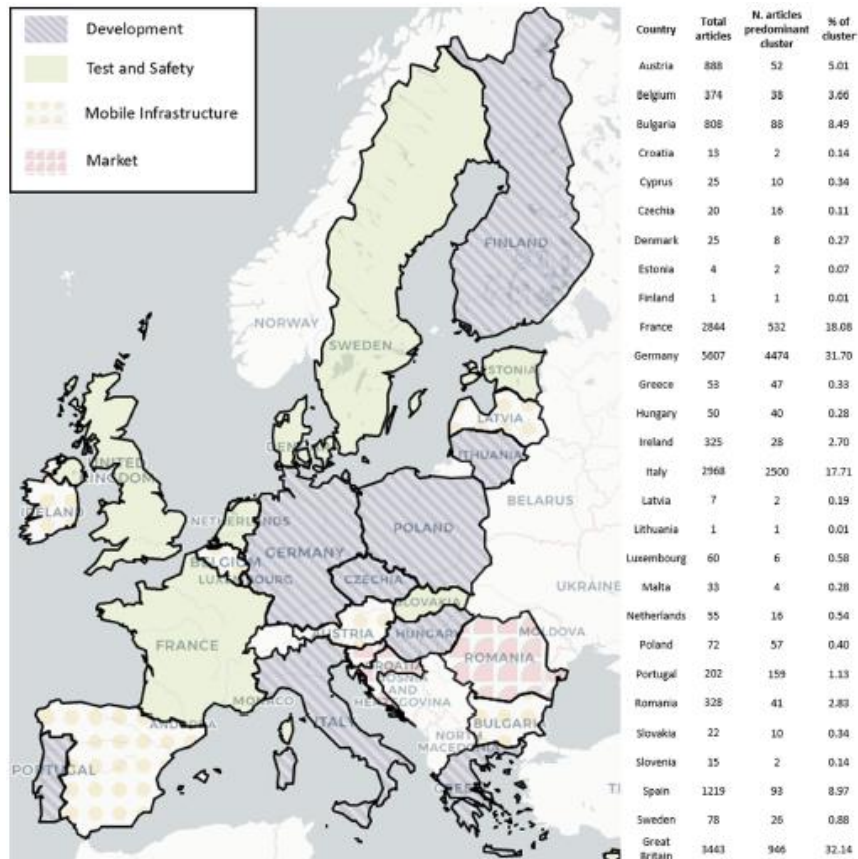 Development
Test and Safety
Mobile Infrastructure
Market
FINLAND
NORWAY
SWEDEN
ESTONIA
LATVIA
LITHUANIA
UNITED
KINGDOM
IRELAND
NETHERLANDS
BELARUS
POLAND
GERMANY
BELGIUM
LUXEMBOURG
CZECHIA
UKRAINE
SLOVAKIA
FRANCE
AUSTRIA
HUNGARY
MOLDOVA
ROMANIA
CROATIA
BOSNIA
AND
HERZEGOVINA
MONACO
ANDORRA
ITALY
BULGARI
NORTH
MACEDONIA
PORTUGAL
Country Total articles N. articles predominant cluster % of cluster
Austria 888 52 5.01
Belgium 374 38 3.66
Bulgaria 808 88 8.49
Croatia 13 2 0.14
Cyprus 25 10 0.34
Czechia 20 16 0.11
Denmark 25 8 0.27
Estonia 4 2 0.07
Finland 1 1 0.01
France 2844 532 18.08
Germany 5607 4474 31.70
Greece 53 47 0.33
Hungary 50 40 0.28
Ireland 325 28 2.70
Italy 2968 2500 17.71
Latvia 7 2 0.19
Lithuania 1 1 0.01
Luxembourg 60 6 0.58
Malta 33 4 0.28
Netherlands 55 16 0.54
Poland 72 57 0.40
Portugal 202 159 1.13
Romania 328 41 2.83
Slovakia 22 10 0.34
Slovenia 15 2 0.14
Spain 1219 93 8.97
Sweden 78 26 0.88
Great Britain 3443 946 32.14